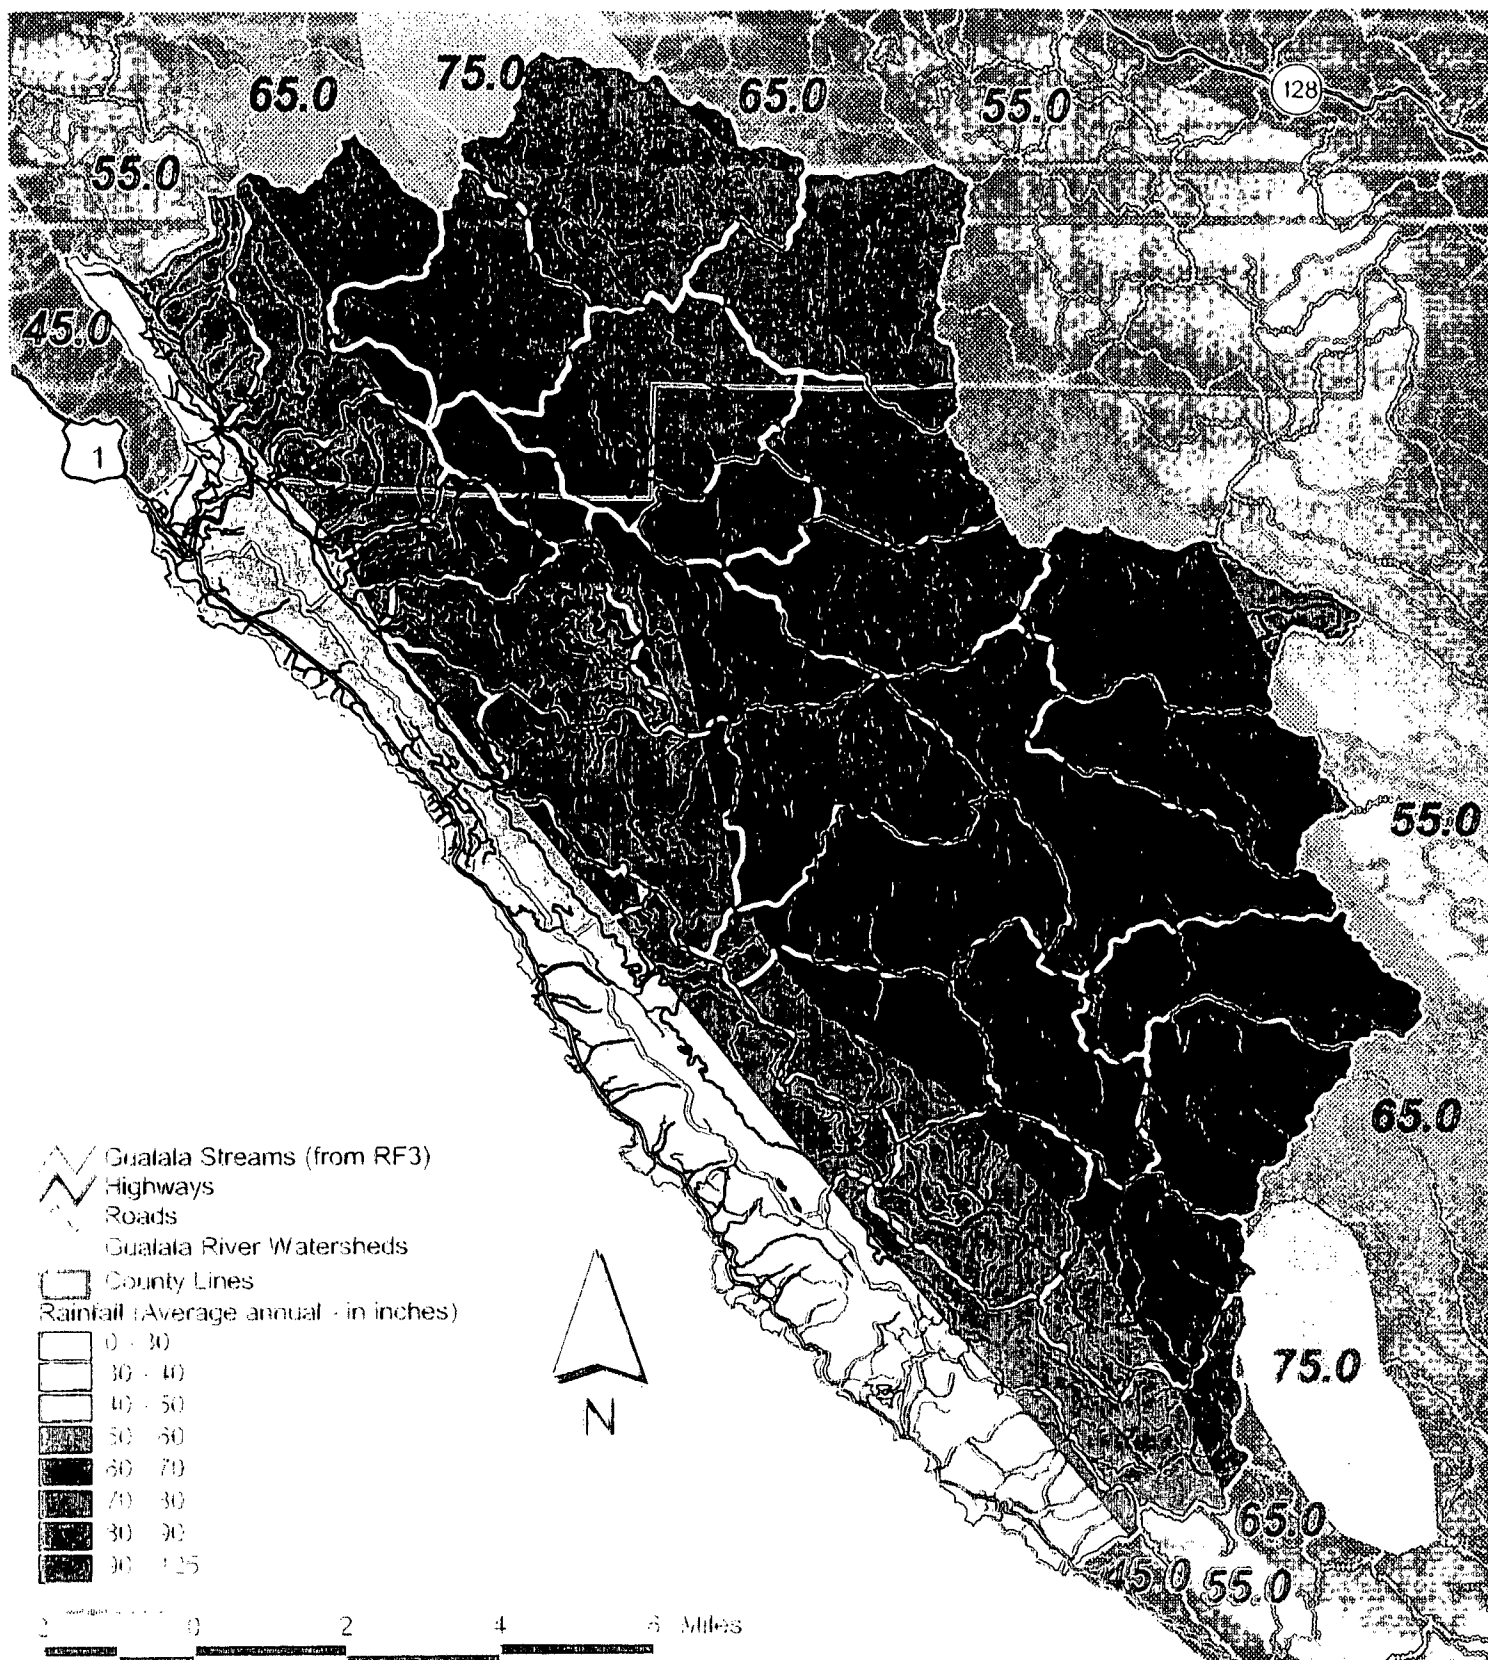 75.0
65.0
65.0
55.0
128
55.0
45.0
1
55.0
65.0
75.0
65.0
45.0
55.0
Gualala Streams (from RF3)
Highways
Roads
Gualala River Watersheds
County Lines
Rainfall (Average annual - in inches)
0 - 30
30 - 40
40 - 50
50 - 60
60 - 70
70 - 80
80 - 90
90 - 125
N
2 0 2 4 6 Miles